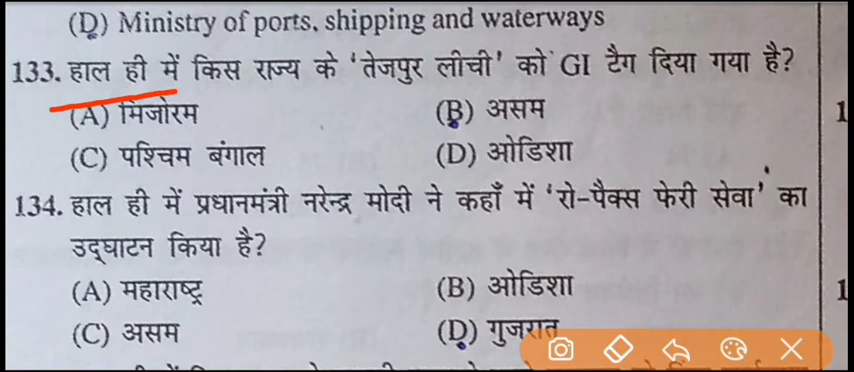 (D) Ministry of ports, shipping and waterways
133. हाल ही में किस राज्य के ‘तेजपुर लीची’ को GI टैग दिया गया है?
(A) मिजोरम (B) असम
(C) पश्चिम बंगाल (D) ओडिशा
134. हाल ही में प्रधानमंत्री नरेन्द्र मोदी ने कहाँ में ‘रो-पैक्स फेरी सेवा’ का
उद्घाटन किया है?
(A) महाराष्ट्र (B) ओडिशा
(C) असम (D) गुजरात